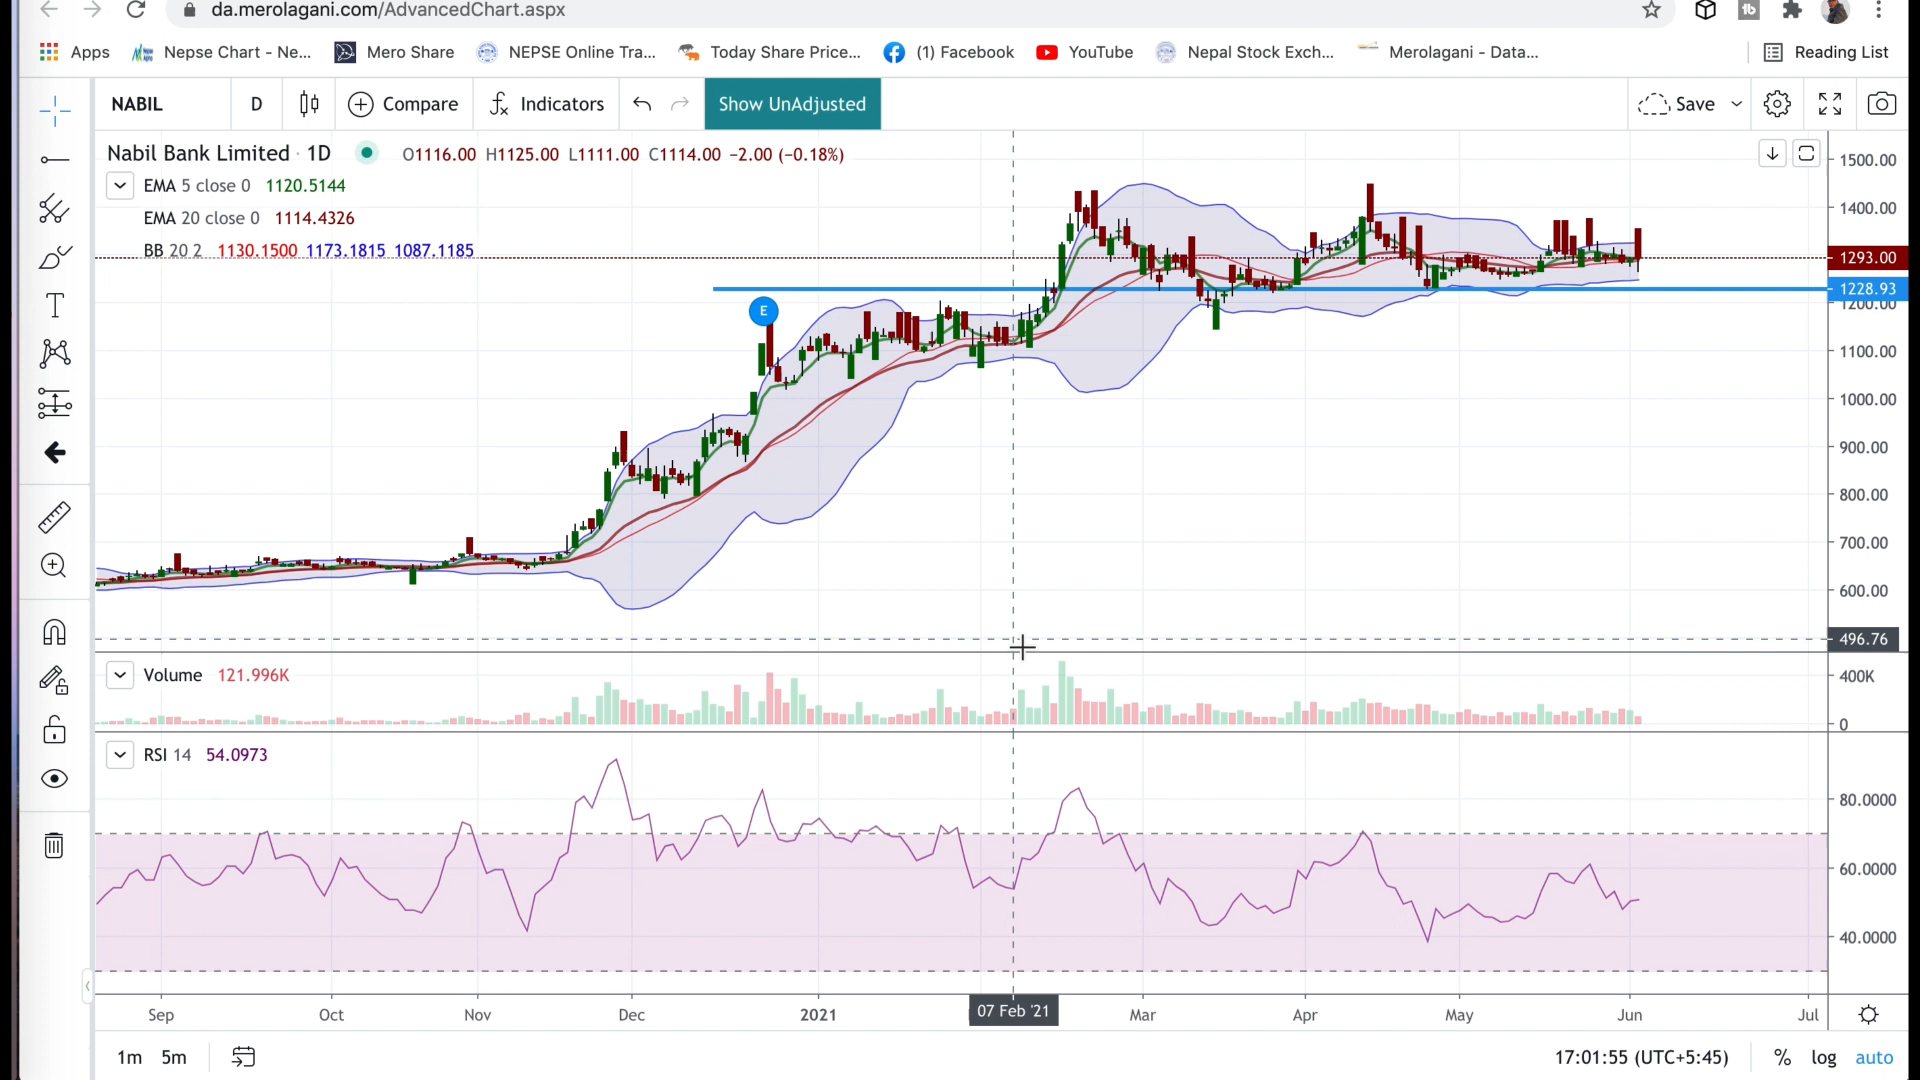 da.merolagani.com/AdvancedChart.aspx
Apps Nepse Chart - Ne... Mero Share NEPSE Online Tra... Today Share Price... (1) Facebook YouTube Nepal Stock Exch... Merolagani - Data... Reading List
NABIL D Compare Indicators Show UnAdjusted Save
Nabil Bank Limited · 1D O1116.00 H1125.00 L1111.00 C1114.00 −2.00 (−0.18%)
EMA 5 close 0 1120.5144
EMA 20 close 0 1114.4326
BB 20 2 1130.1500 1173.1815 1087.1185
E
1500.00
1400.00
1293.00
1228.93
1200.00
1100.00
1000.00
900.00
800.00
700.00
600.00
496.76
Volume 121.996K
400K
0
RSI 14 54.0973
80.0000
60.0000
40.0000
Sep Oct Nov Dec 2021 07 Feb '21 Mar Apr May Jun Jul
1m 5m 17:01:55 (UTC+5:45) % log auto